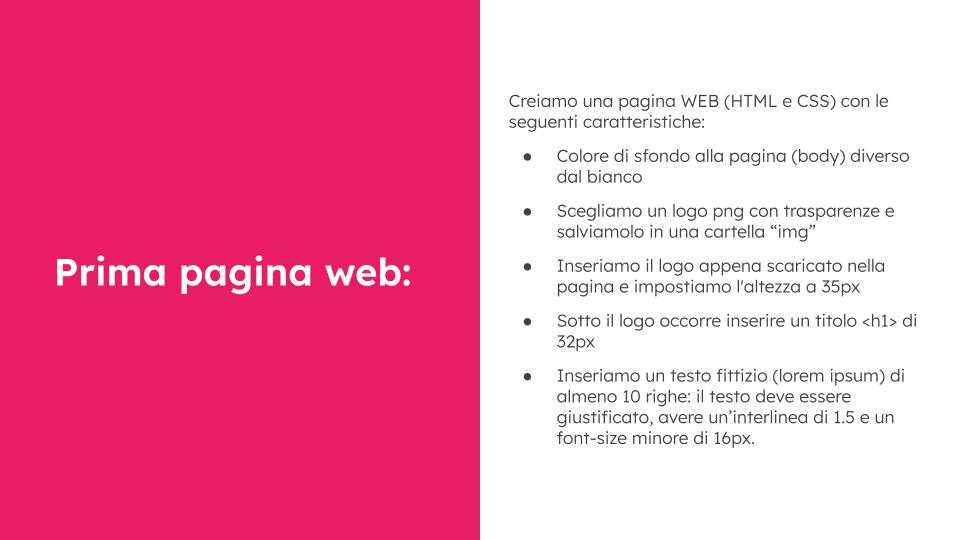 Prima pagina web:
Creiamo una pagina WEB (HTML e CSS) con le
seguenti caratteristiche:
● Colore di sfondo alla pagina (body) diverso
dal bianco
● Scegliamo un logo png con trasparenze e
salviamolo in una cartella “img”
● Inseriamo il logo appena scaricato nella
pagina e impostiamo l'altezza a 35px
● Sotto il logo occorre inserire un titolo <h1> di
32px
● Inseriamo un testo fittizio (lorem ipsum) di
almeno 10 righe: il testo deve essere
giustificato, avere un’interlinea di 1.5 e un
font-size minore di 16px.